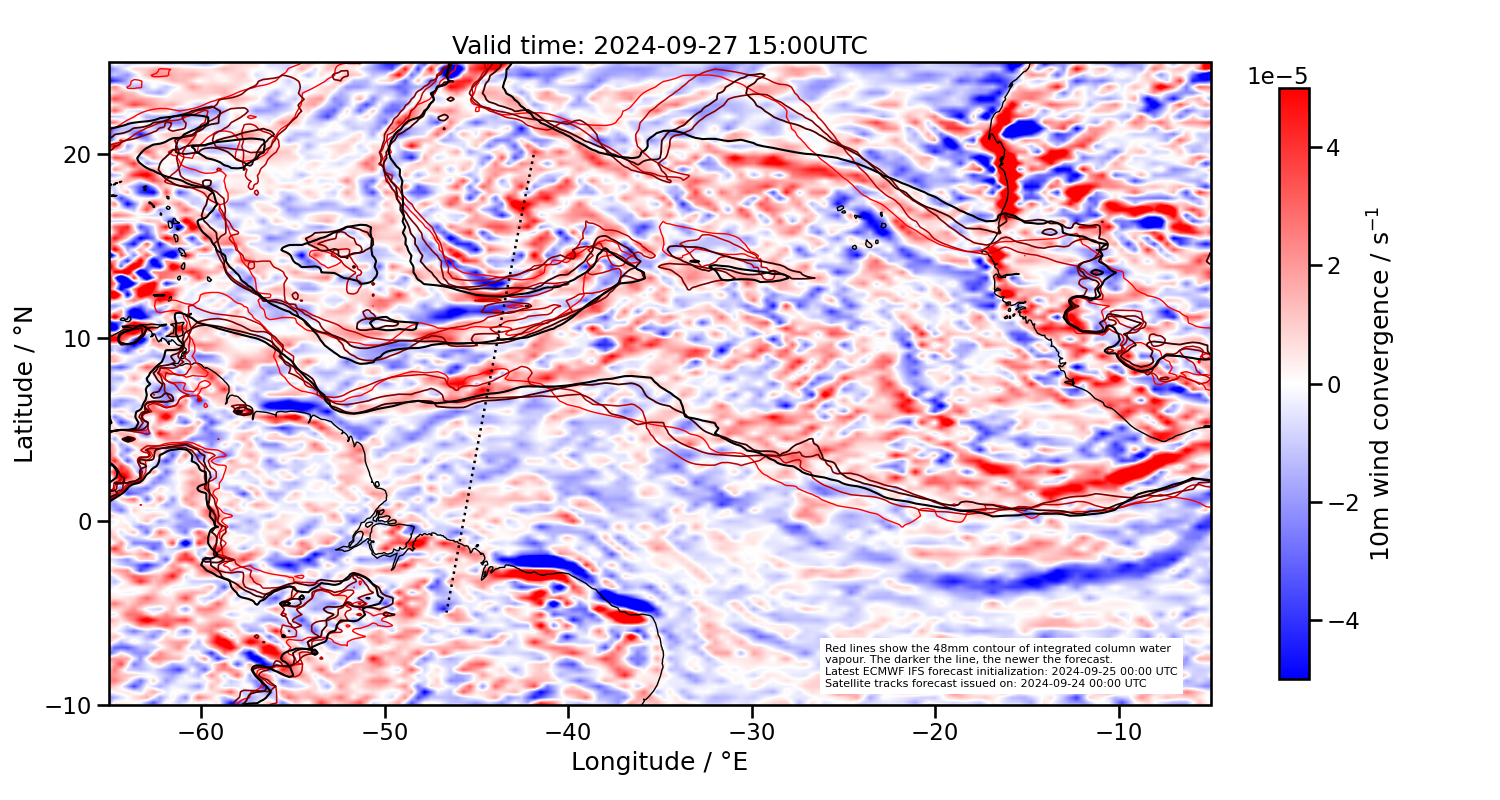 Valid time: 2024-09-27 15:00UTC
1e−5
20
10
0
−10
Latitude / °N
−60
−50
−40
−30
−20
−10
Longitude / °E
4
2
0
−2
−4
10m wind convergence / s⁻¹
Red lines show the 48mm contour of integrated column water
vapour. The darker the line, the newer the forecast.
Latest ECMWF IFS forecast initialization: 2024-09-25 00:00 UTC
Satellite tracks forecast issued on: 2024-09-24 00:00 UTC